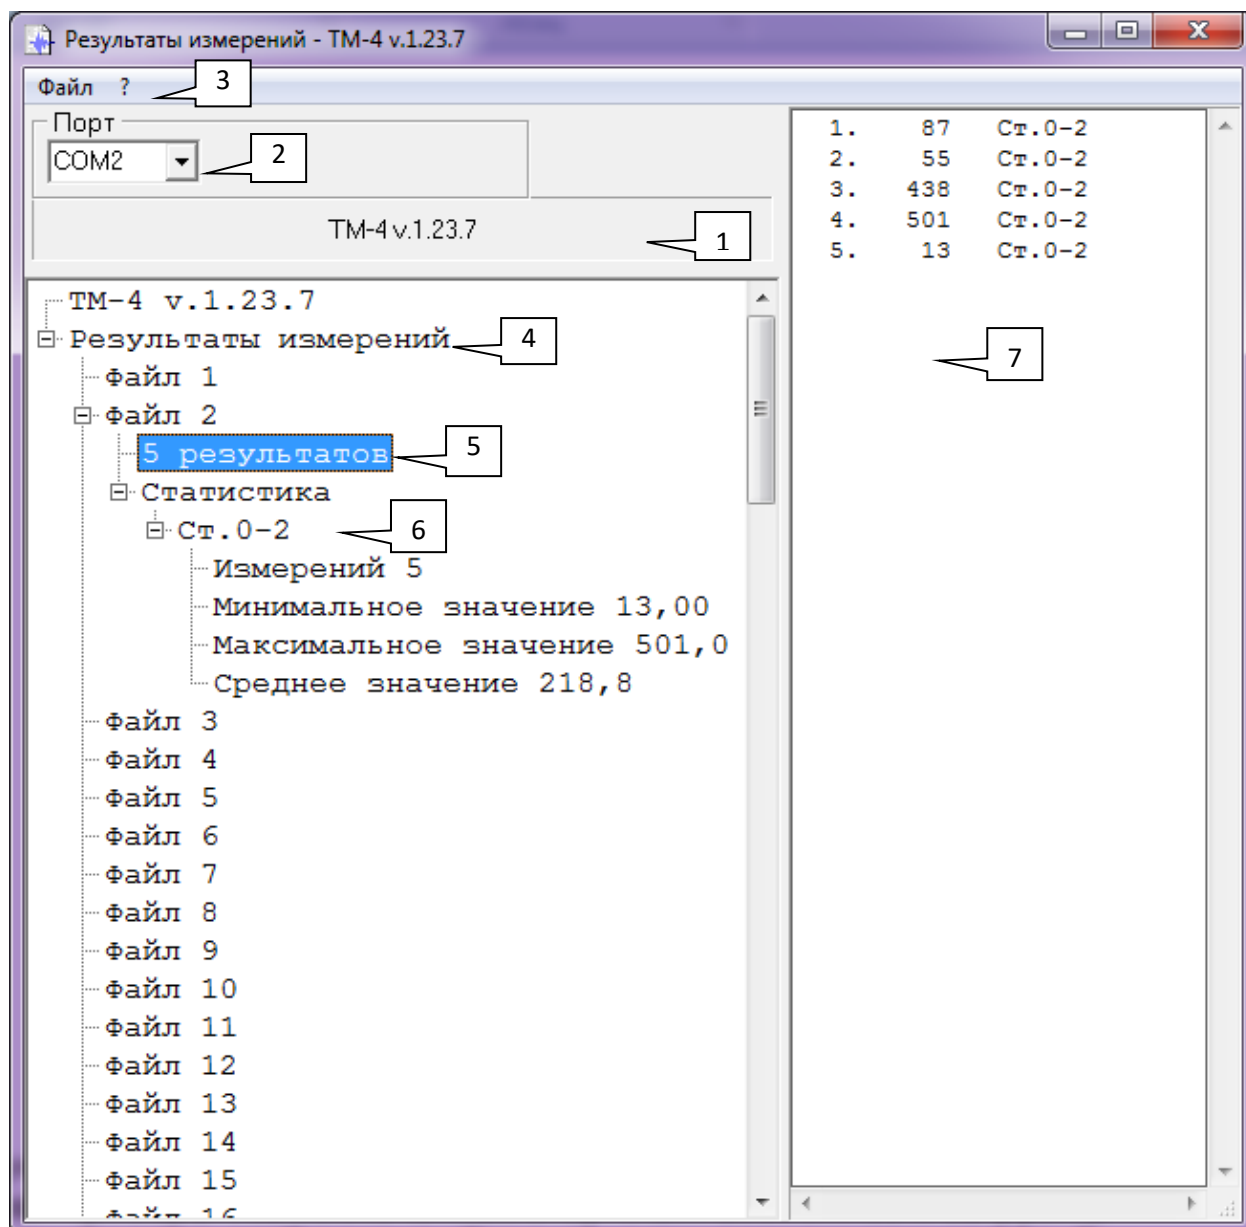 Результаты измерений - ТМ-4 v.1.23.7
Файл ?
3
Порт
COM2
2
ТМ-4 v.1.23.7
1
ТМ-4 v.1.23.7
Результаты измерений
4
Файл 1
Файл 2
5 результатов
5
Статистика
Ст.0-2
6
Измерений 5
Минимальное значение 13,00
Максимальное значение 501,0
Среднее значение 218,8
Файл 3
Файл 4
Файл 5
Файл 6
Файл 7
Файл 8
Файл 9
Файл 10
Файл 11
Файл 12
Файл 13
Файл 14
Файл 15
Файл 16
1. 87 Ст.0-2
2. 55 Ст.0-2
3. 438 Ст.0-2
4. 501 Ст.0-2
5. 13 Ст.0-2
7